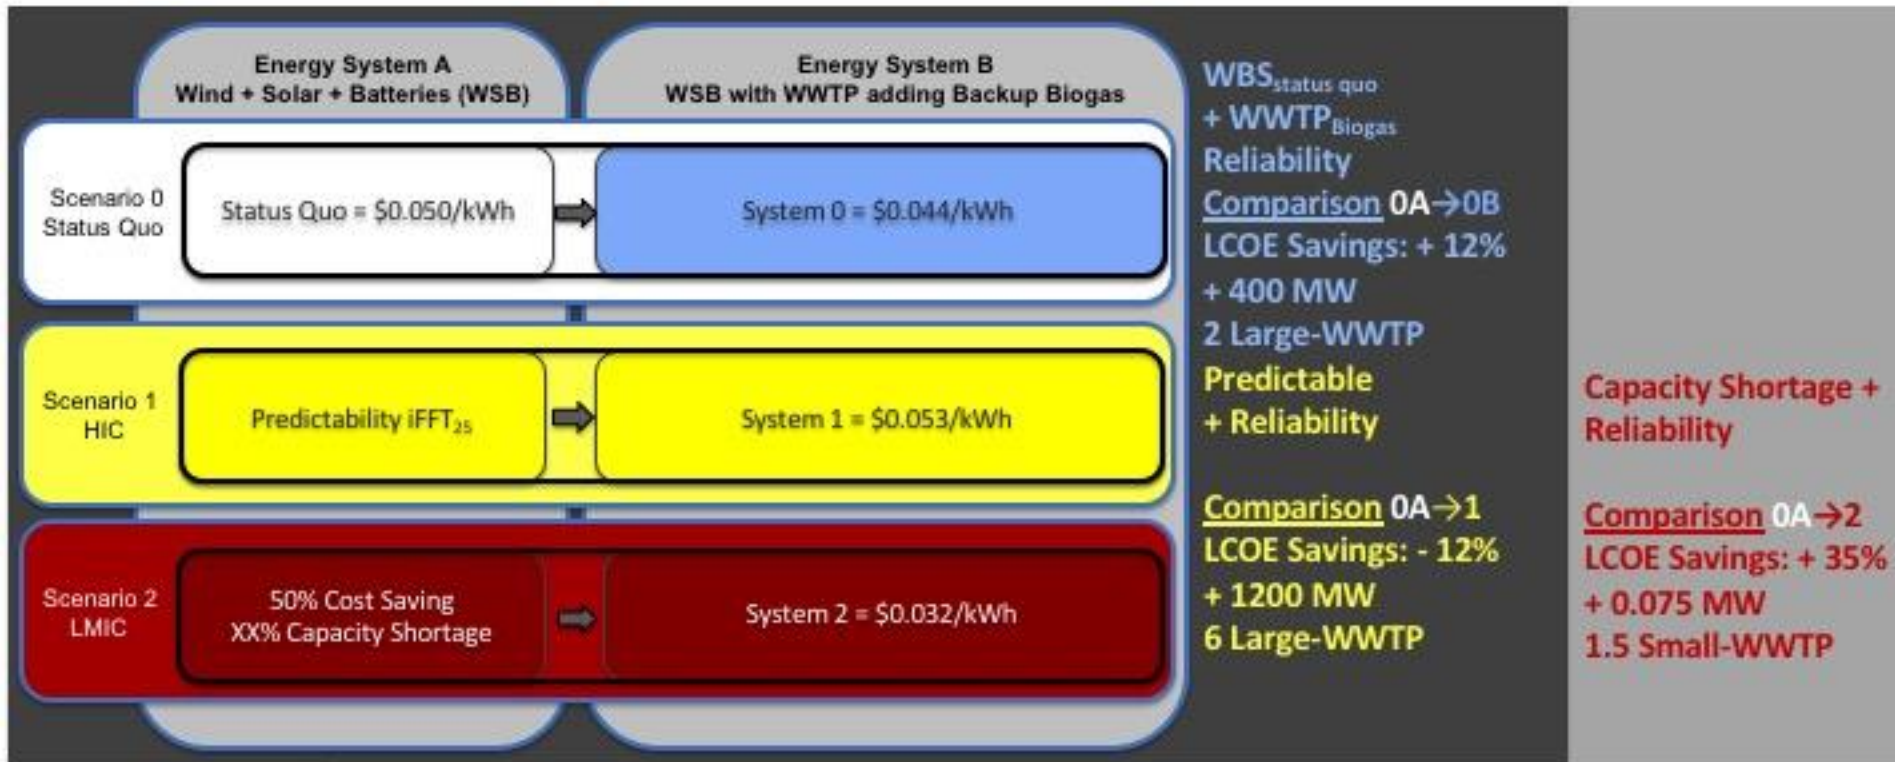 Energy System A
Wind + Solar + Batteries (WSB)
Energy System B
WSB with WWTP adding Backup Biogas
Scenario 0
Status Quo
Status Quo = $0.050/kWh
System 0 = $0.044/kWh
Scenario 1
HIC
Predictability iFFT25
System 1 = $0.053/kWh
Scenario 2
LMIC
50% Cost Saving
XX% Capacity Shortage
System 2 = $0.032/kWh
WBSstatus quo
+ WWTPBiogas
Reliability
Comparison 0A→0B
LCOE Savings: + 12%
+ 400 MW
2 Large-WWTP
Predictable
+ Reliability
Comparison 0A→1
LCOE Savings: - 12%
+ 1200 MW
6 Large-WWTP
Capacity Shortage +
Reliability
Comparison 0A→2
LCOE Savings: + 35%
+ 0.075 MW
1.5 Small-WWTP